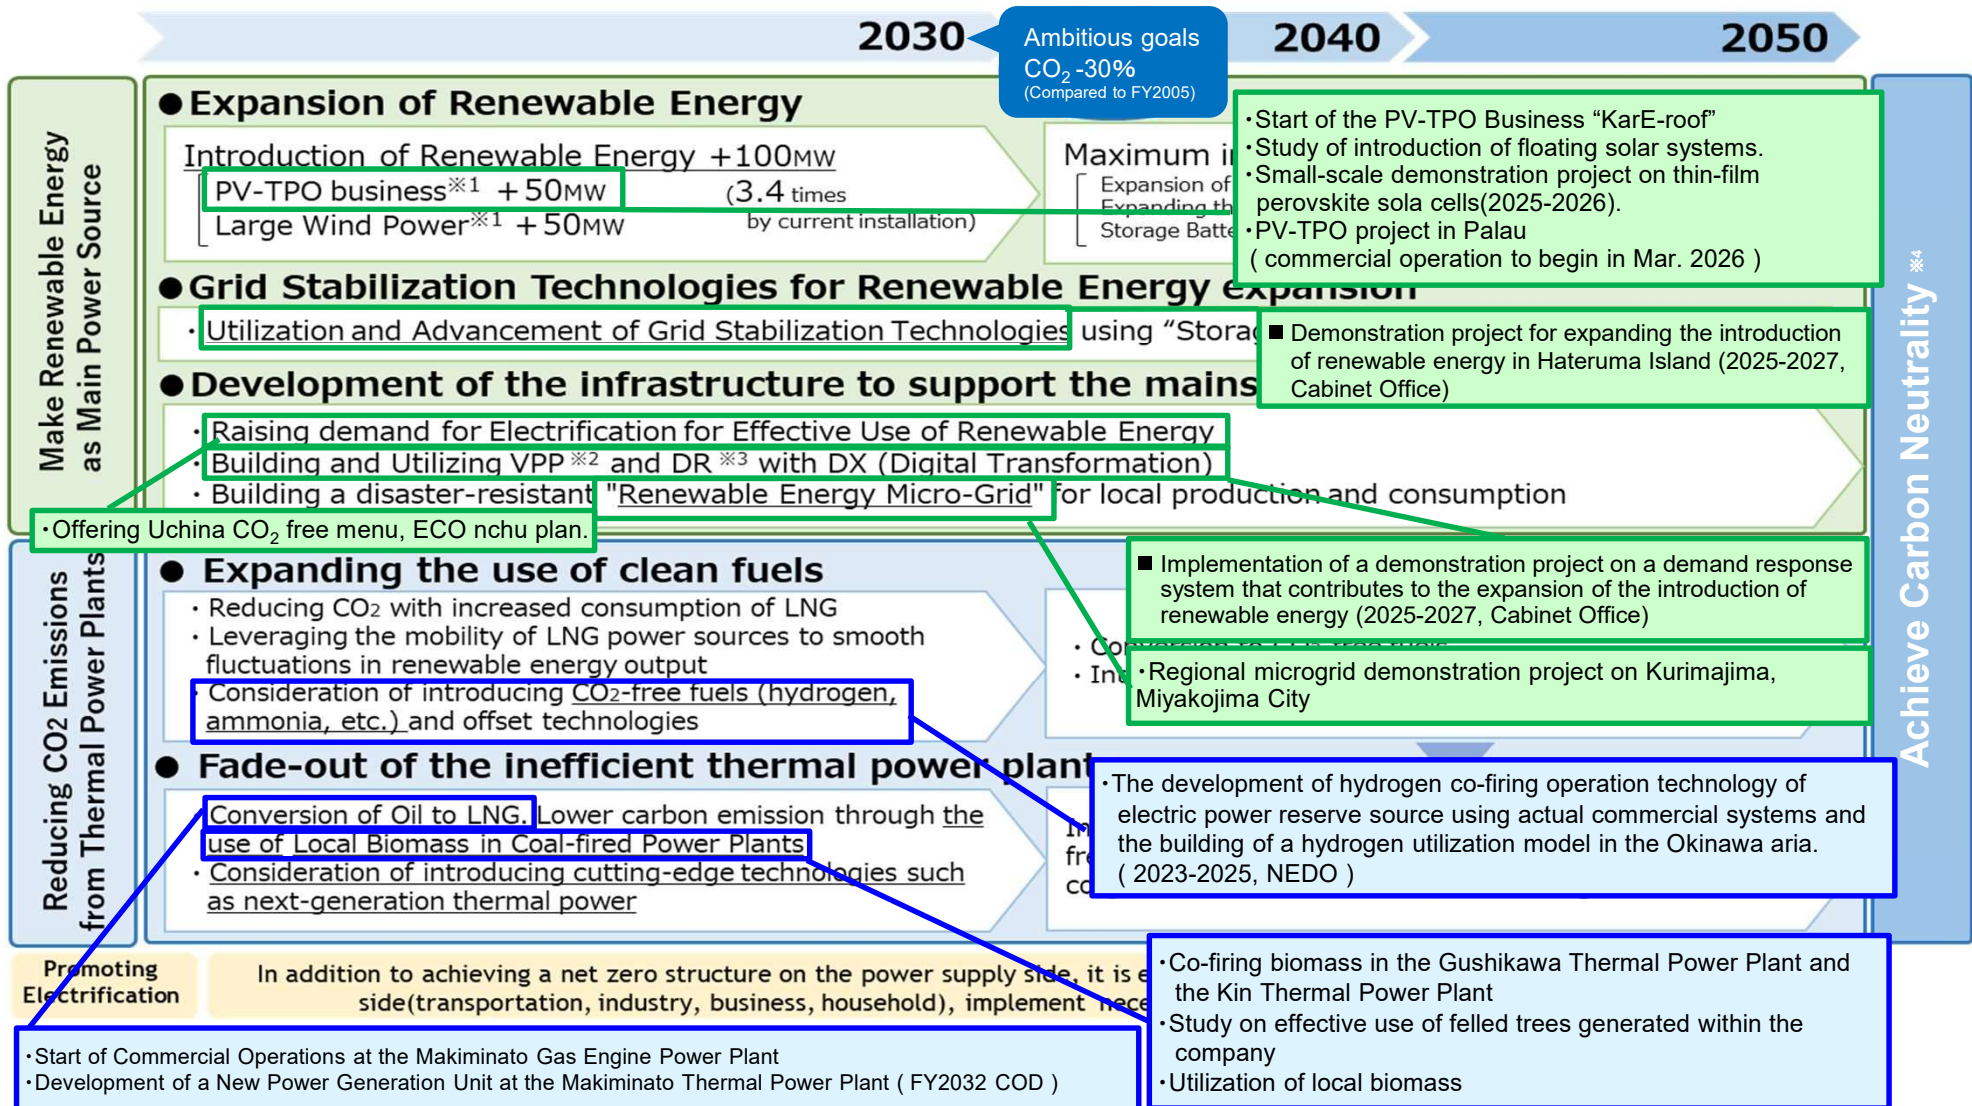 2030
Ambitious goals
CO2 -30%
(Compared to FY2005)
2040
2050
Make Renewable Energy
as Main Power Source
●Expansion of Renewable Energy
Introduction of Renewable Energy +100MW
PV-TPO business※1 +50MW
(3.4 times
Large Wind Power※1 +50MW
by current installation)
Maximum
Expansion of
Expanding
Storage
・Start of the PV-TPO Business “KarE-roof”
・Study of introduction of floating solar systems.
・Small-scale demonstration project on thin-film
perovskite sola cells(2025-2026).
・PV-TPO project in Palau
( commercial operation to begin in Mar. 2026 )
●Grid Stabilization Technologies for Renewable Energy expansion
・Utilization and Advancement of Grid Stabilization Technologies using
■ Demonstration project for expanding the introduction
of renewable energy in Hateruma Island (2025-2027,
Cabinet Office)
●Development of the infrastructure to support the
・Raising demand for Electrification for Effective Use of Renewable Energy
・Building and Utilizing VPP※2 and DR※3 with DX (Digital Transformation)
・Building a disaster-resistant "Renewable Energy Micro-Grid" for local production and consumption
・Offering Uchina CO2 free menu, ECO nchu plan.
■ Implementation of a demonstration project on a demand response
system that contributes to the expansion of the introduction of
renewable energy (2025-2027, Cabinet Office)
・Regional microgrid demonstration project on Kurimajima,
Miyakojima City
Reducing CO2 Emissions
from Thermal Power Plants
● Expanding the use of clean fuels
・Reducing CO2 with increased consumption of LNG
・Leveraging the mobility of LNG power sources to smooth
fluctuations in renewable energy output
・Consideration of introducing CO2-free fuels (hydrogen,
ammonia, etc.) and offset technologies
● Fade-out of the inefficient thermal power plant
・Conversion of Oil to LNG. Lower carbon emission through the
use of Local Biomass in Coal-fired Power Plants
・Consideration of introducing cutting-edge technologies such
as next-generation thermal power
・The development of hydrogen co-firing operation technology of
electric power reserve source using actual commercial systems and
the building of a hydrogen utilization model in the Okinawa aria.
( 2023-2025, NEDO )
Achieve Carbon Neutrality ※4
Promoting
Electrification
In addition to achieving a net zero structure on the power supply side, it is
side(transportation, industry, business, household), implement
・Co-firing biomass in the Gushikawa Thermal Power Plant and
the Kin Thermal Power Plant
・Study on effective use of felled trees generated within the
company
・Utilization of local biomass
・Start of Commercial Operations at the Makiminato Gas Engine Power Plant
・Development of a New Power Generation Unit at the Makiminato Thermal Power Plant ( FY2032 COD )